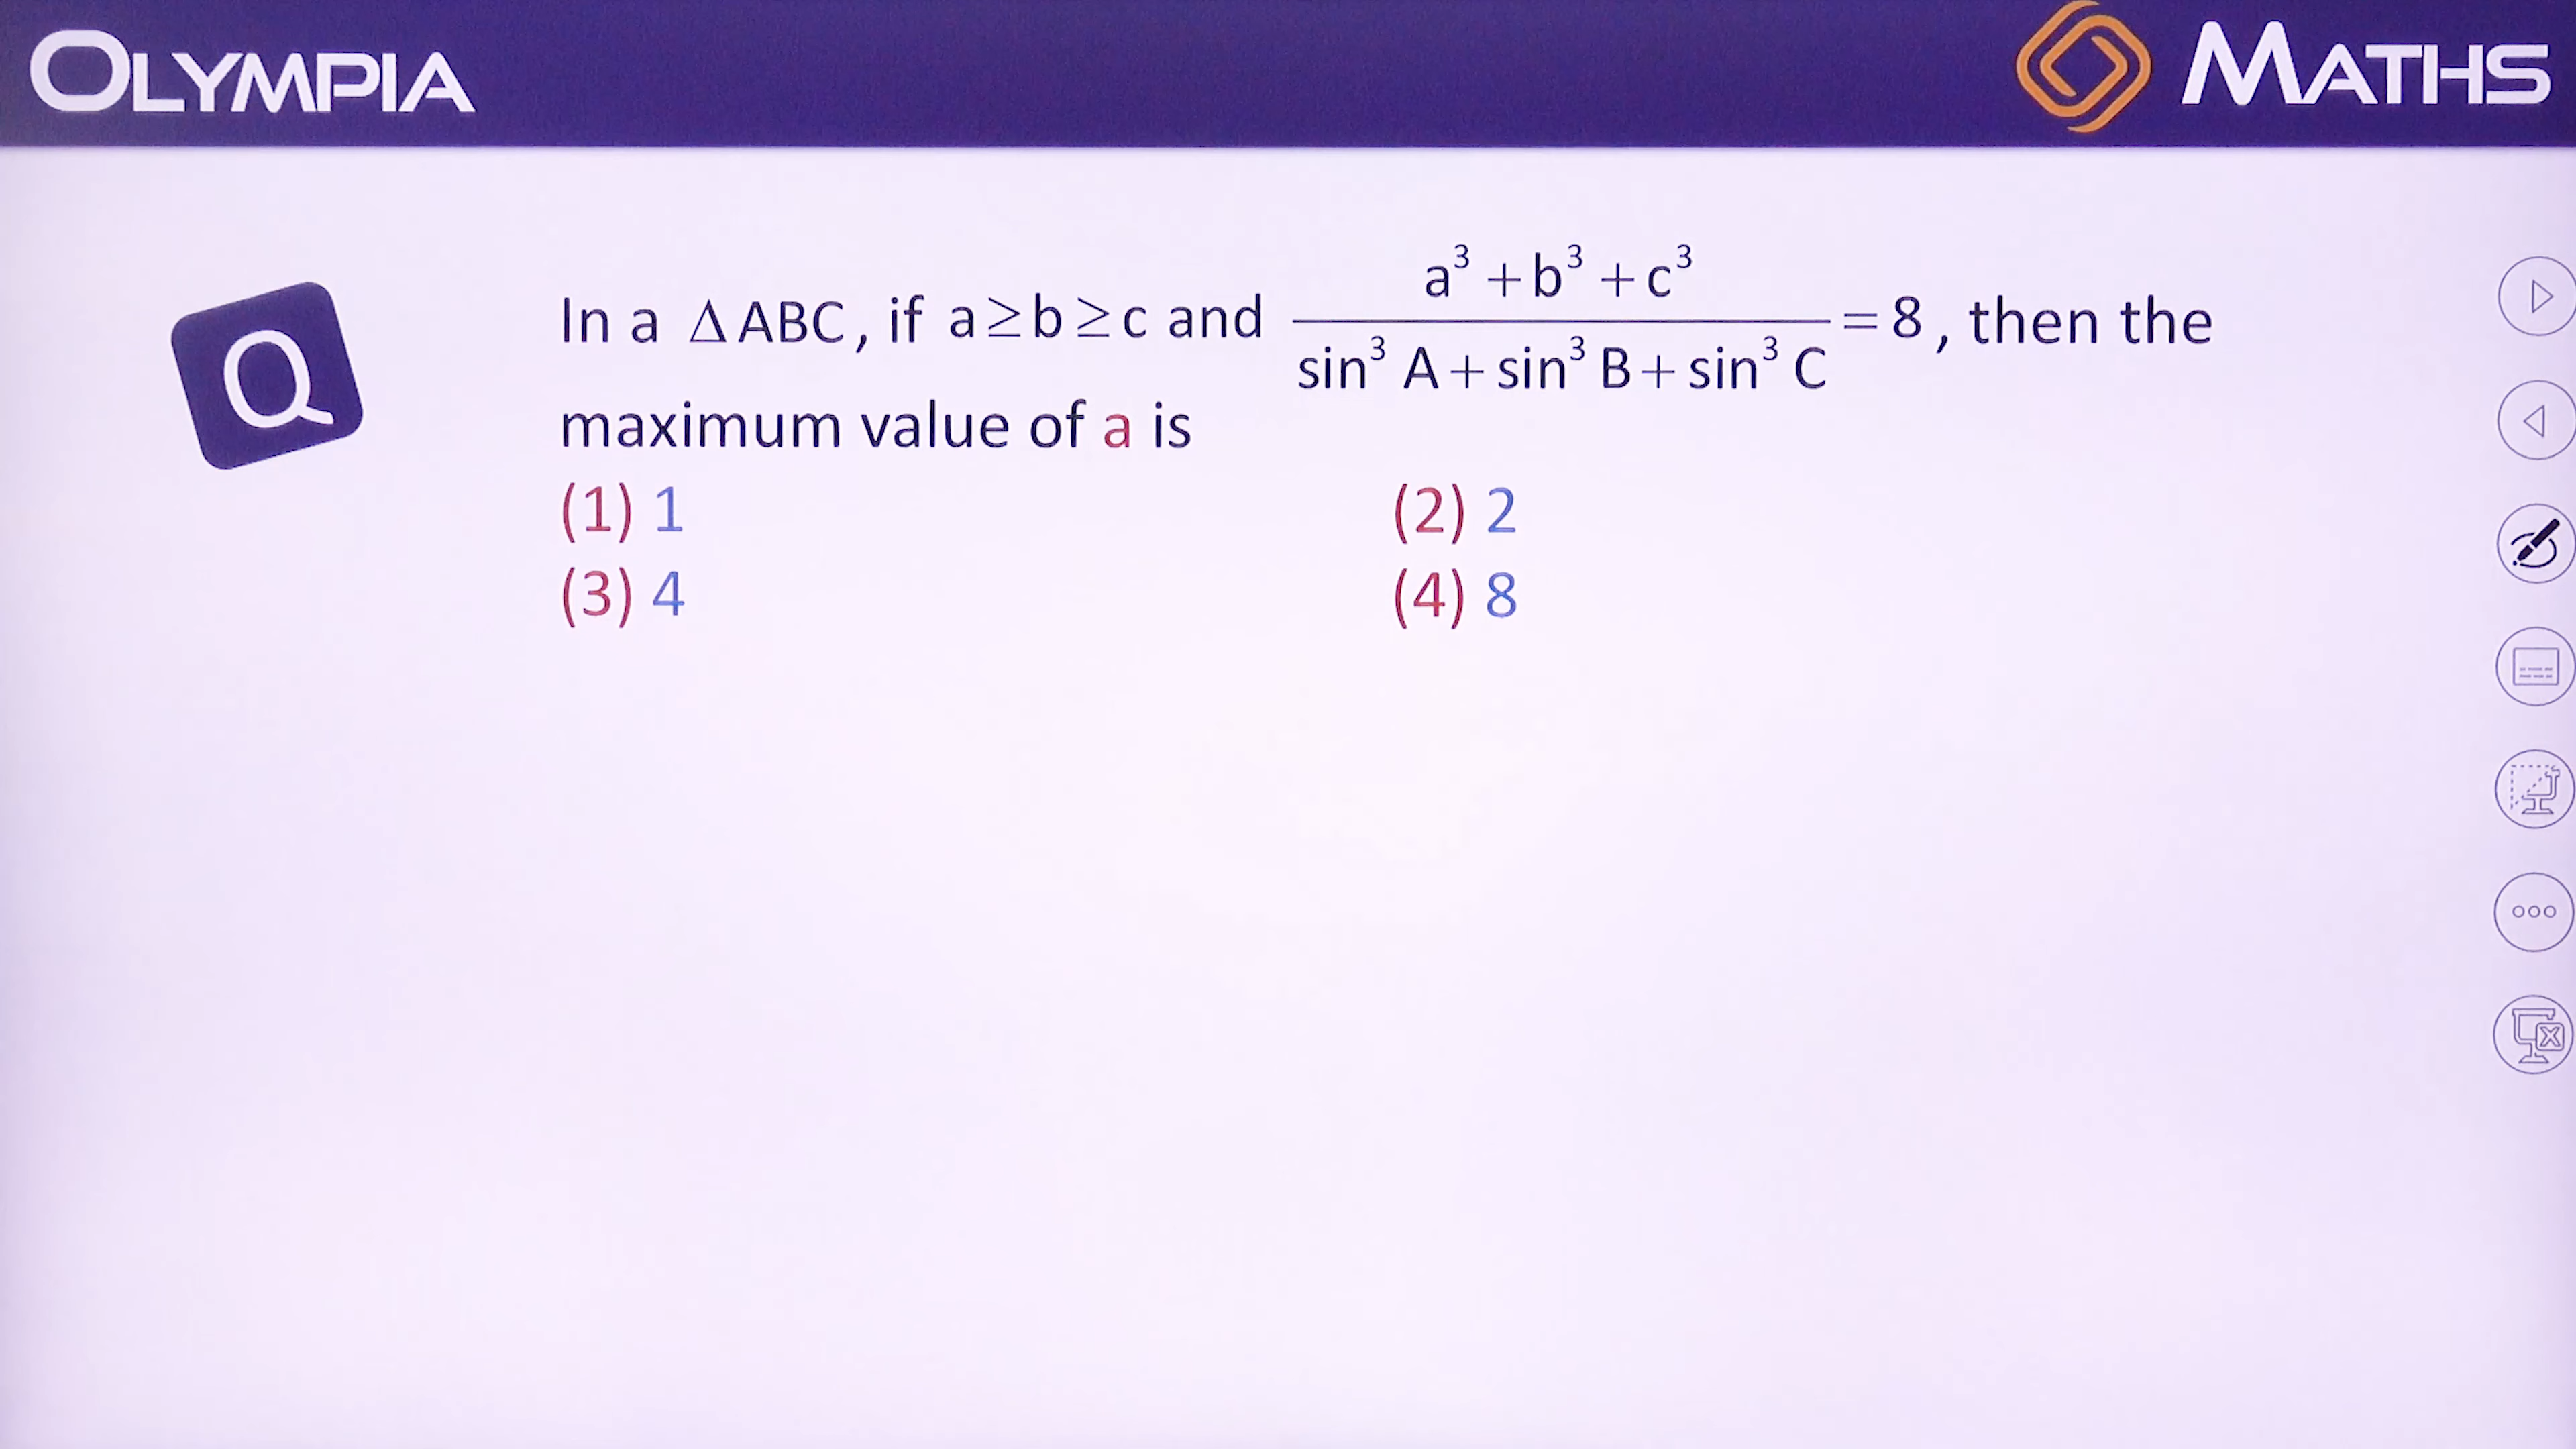 OLYMPIA
MATHS
Q
In a ΔABC, if a ≥ b ≥ c and (a³ + b³ + c³)/(sin³ A + sin³ B + sin³ C) = 8, then the
maximum value of a is
(1) 1 (2) 2
(3) 4 (4) 8